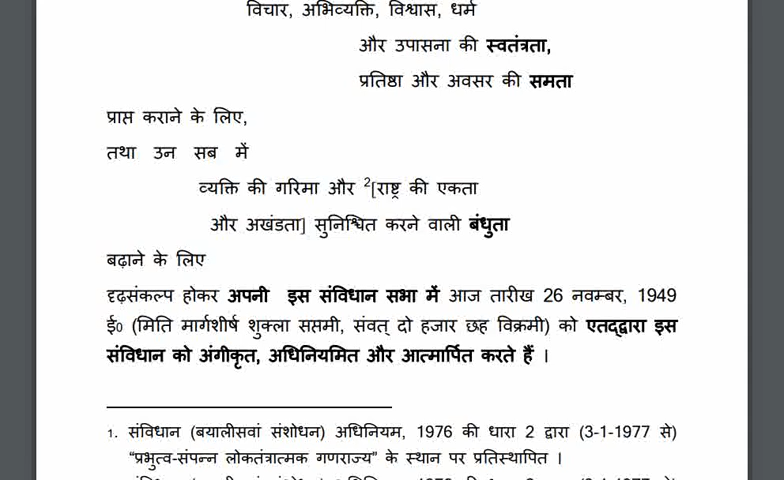 विचार, अभिव्यक्ति, विश्वास, धर्म
और उपासना की स्वतंत्रता,
प्रतिष्ठा और अवसर की समता
प्राप्त कराने के लिए,
तथा उन सब में
व्यक्ति की गरिमा और ²[राष्ट्र की एकता
और अखंडता] सुनिश्चित करने वाली बंधुता
बढ़ाने के लिए
दृढ़संकल्प होकर अपनी इस संविधान सभा में आज तारीख 26 नवम्बर, 1949
ई० (मिति मार्गशीर्ष शुक्ला सप्तमी, संवत् दो हजार छह विक्रमी) को एतद्द्वारा इस
संविधान को अंगीकृत, अधिनियमित और आत्मार्पित करते हैं ।
1. संविधान (बयालीसवां संशोधन) अधिनियम, 1976 की धारा 2 द्वारा (3-1-1977 से)
“प्रभुत्व-संपन्न लोकतंत्रात्मक गणराज्य” के स्थान पर प्रतिस्थापित ।